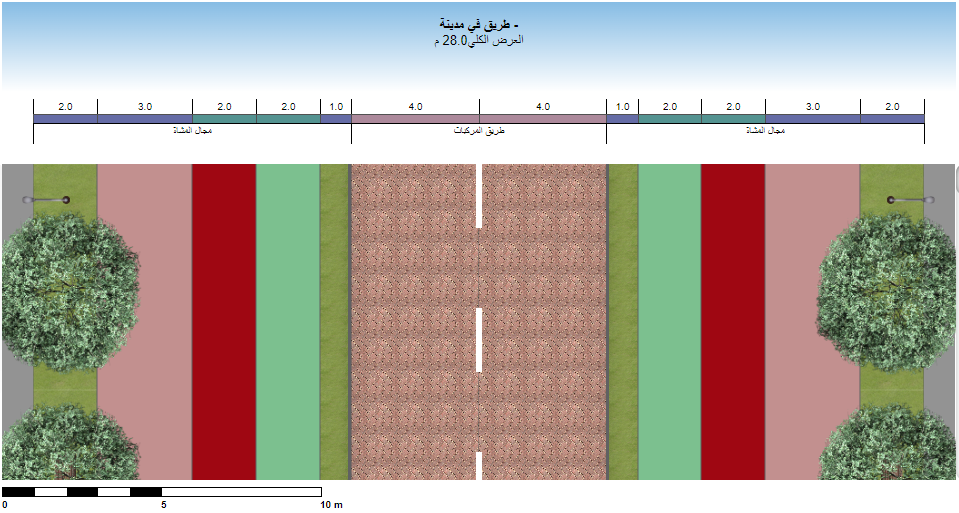 - طريق في مدينة
العرض الكلي28.0 م
2.0 3.0 2.0 2.0 1.0 4.0 4.0 1.0 2.0 2.0 3.0 2.0
مجال المشاة طريق المركبات مجال المشاة
0 5 10 m